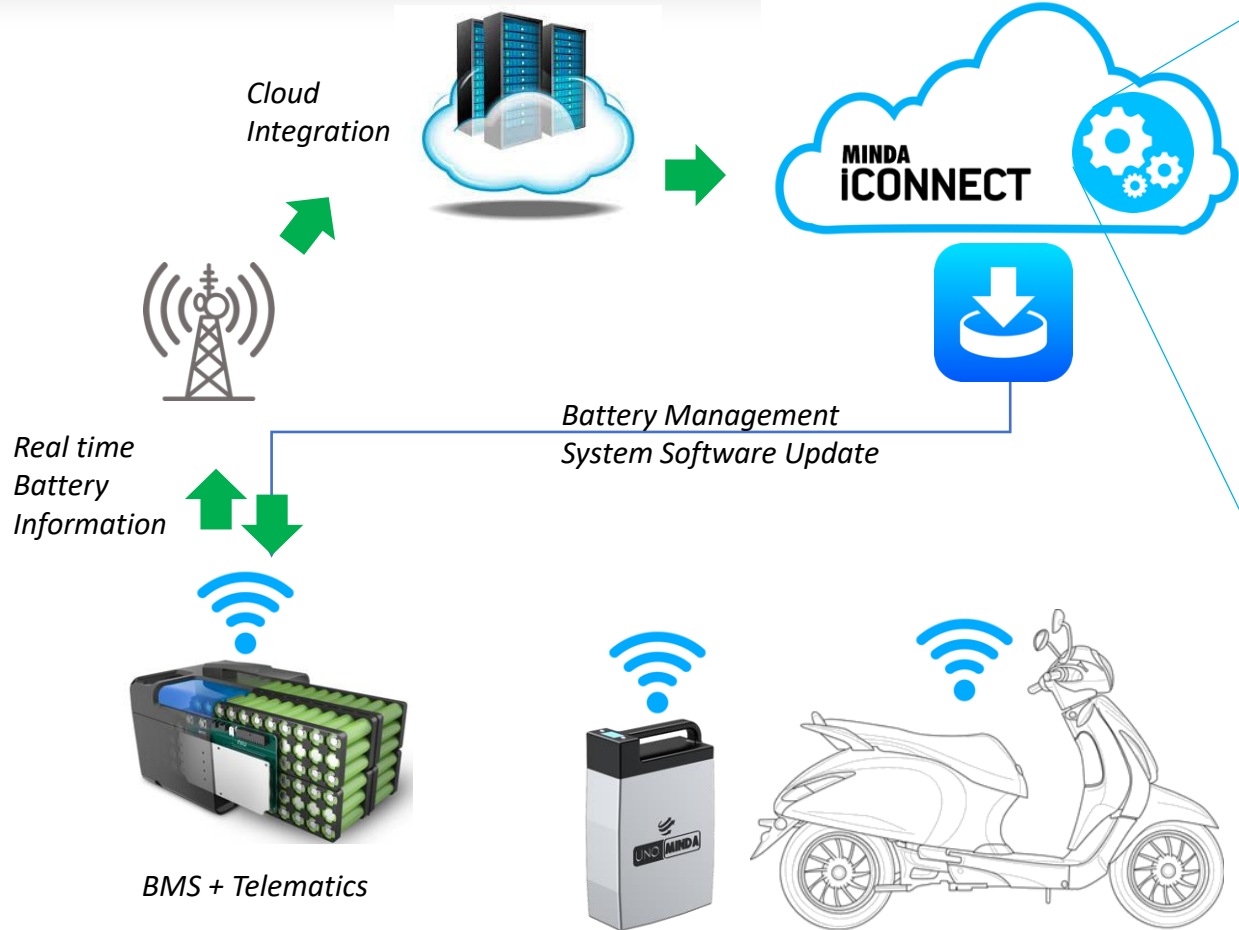 Cloud
Integration
MINDA
iCONNECT
Battery Management
System Software Update
Real time
Battery
Information
UNO MINDA
BMS + Telematics